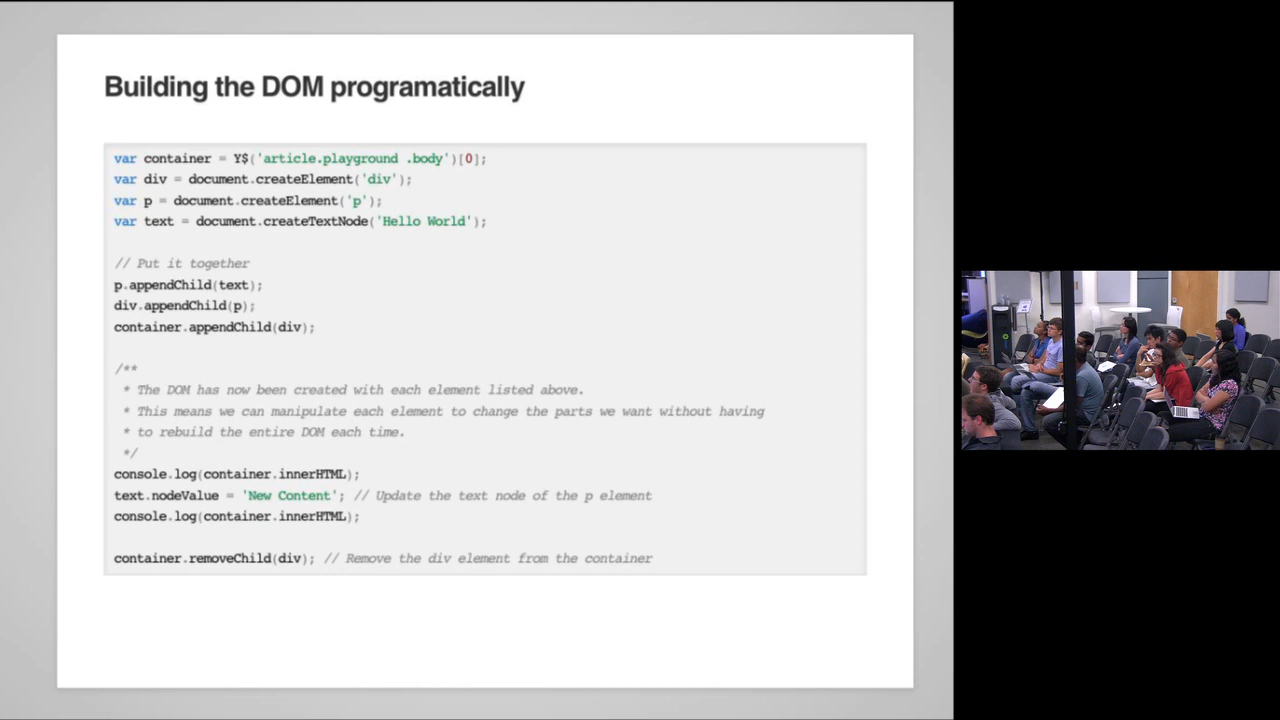 Building the DOM programatically
var container = Y$('article.playground .body')[0];
var div = document.createElement('div');
var p = document.createElement('p');
var text = document.createTextNode('Hello World');
// Put it together
p.appendChild(text);
div.appendChild(p);
container.appendChild(div);
/**
* The DOM has now been created with each element listed above.
* This means we can manipulate each element to change the parts we want without having
* to rebuild the entire DOM each time.
*/
console.log(container.innerHTML);
text.nodeValue = 'New Content'; // Update the text node of the p element
console.log(container.innerHTML);
container.removeChild(div); // Remove the div element from the container